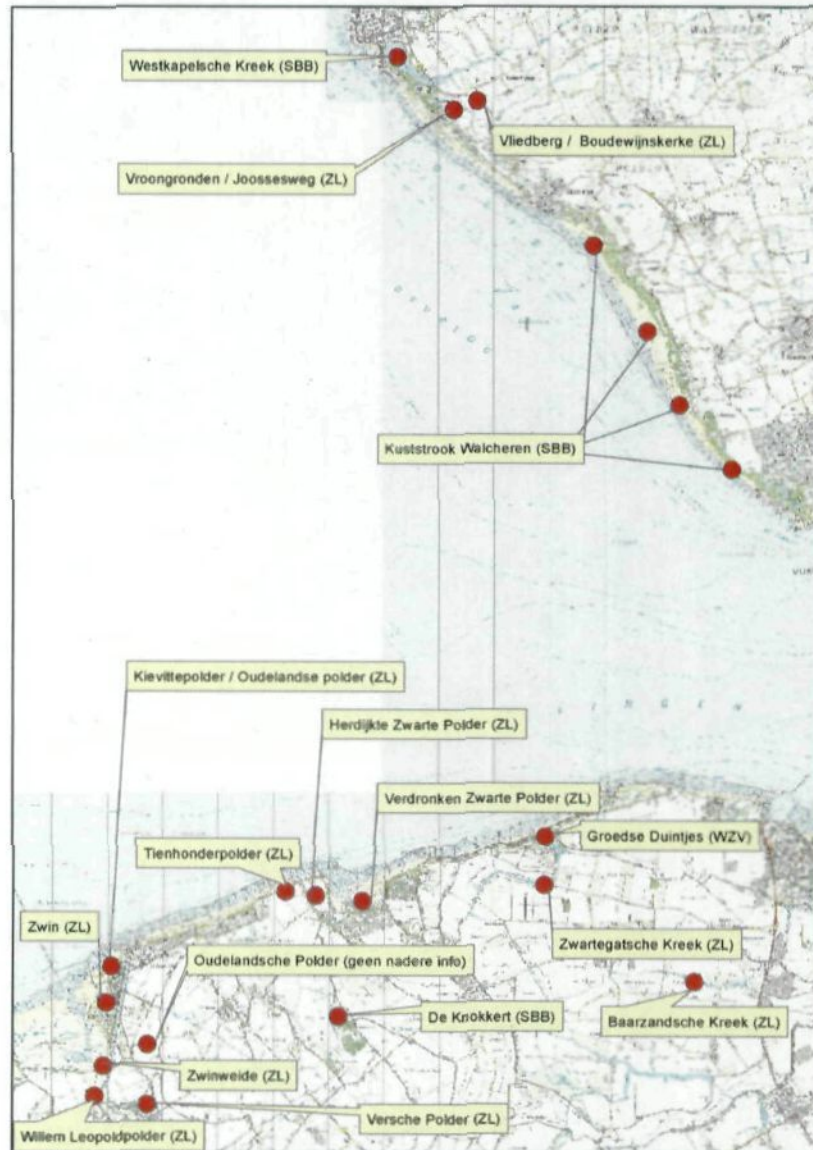 Westkapelsche Kreek (SBB)
Vliedberg / Boudewijnskerke (ZL)
Vroongronden / Joossesweg (ZL)
Kuststrook Walcheren (SBB)
Kievittepolder / Oudelandse polder (ZL)
Herdijkte Zwarte Polder (ZL)
Verdronken Zwarte Polder (ZL)
Groedse Duintjes (WZV)
Tienhonderpolder (ZL)
Zwin (ZL)
Zwartegatsche Kreek (ZL)
Oudelandsche Polder (geen nadere info)
De Knokkert (SBB)
Baarzandsche Kreek (ZL)
Zwinweide (ZL)
Versche Polder (ZL)
Willem Leopoldpolder (ZL)